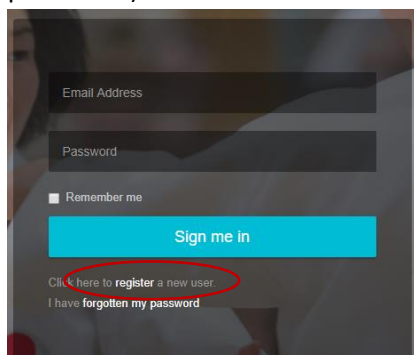 Email Address
Password
Remember me
Sign me in
Click here to register a new user.
I have forgotten my password